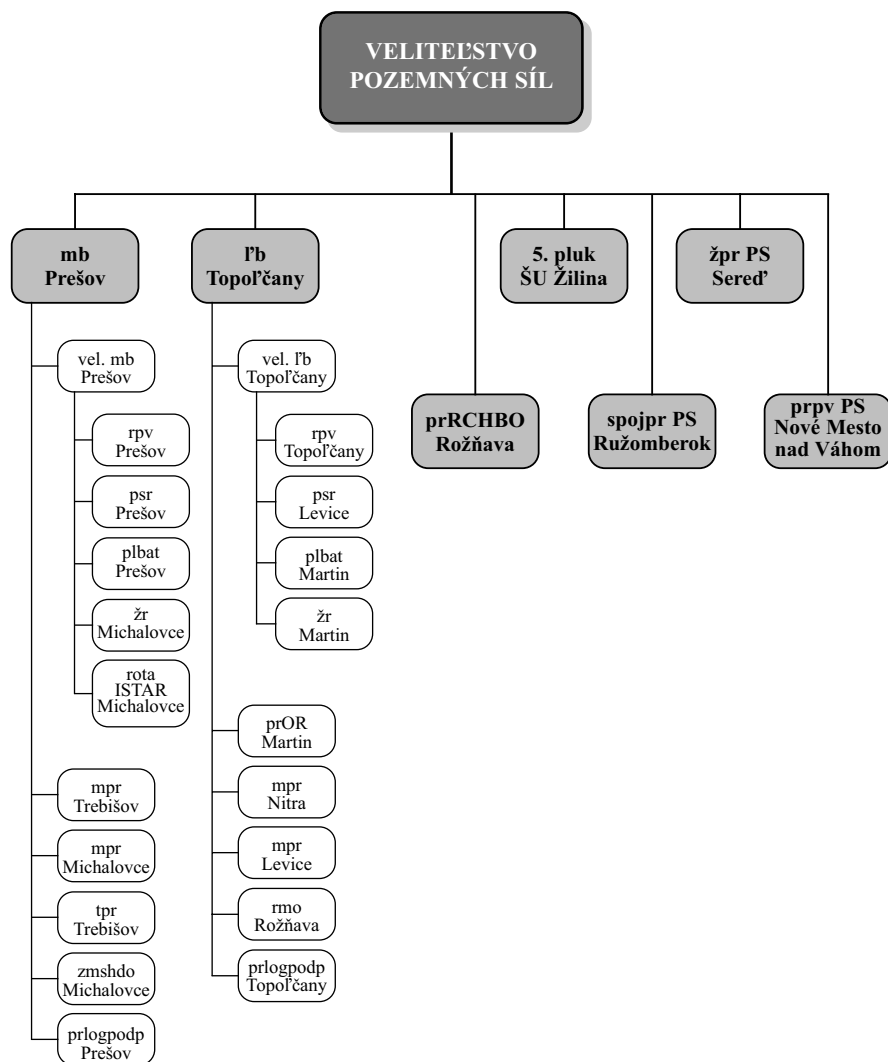 VELITEĽSTVO
POZEMNÝCH SÍL
mb
Prešov
ľb
Topoľčany
5. pluk
ŠU Žilina
žpr PS
Sereď
prRCHBO
Rožňava
spojpr PS
Ružomberok
prpv PS
Nové Mesto
nad Váhom
vel. mb
Prešov
rpv
Prešov
psr
Prešov
plbat
Prešov
žr
Michalovce
rota
ISTAR
Michalovce
mpr
Trebišov
mpr
Michalovce
tpr
Trebišov
zmshdo
Michalovce
prlogpodp
Prešov
vel. ľb
Topoľčany
rpv
Topoľčany
psr
Levice
plbat
Martin
žr
Martin
prOR
Martin
mpr
Nitra
mpr
Levice
rmo
Rožňava
prlogpodp
Topoľčany